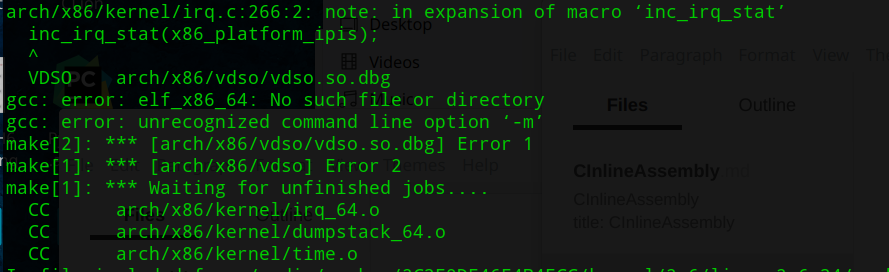 arch/x86/kernel/irq.c:266:2: note: in expansion of macro ‘inc_irq_stat’
inc_irq_stat(x86_platform_ipis);
^
VDSO arch/x86/vdso/vdso.so.dbg
gcc: error: elf_x86_64: No such file or directory
gcc: error: unrecognized command line option ‘-m’
make[2]: *** [arch/x86/vdso/vdso.so.dbg] Error 1
make[1]: *** [arch/x86/vdso] Error 2
make[1]: *** Waiting for unfinished jobs....
CC arch/x86/kernel/irq_64.o
CC arch/x86/kernel/dumpstack_64.o
CC arch/x86/kernel/time.o
Desktop
Videos
PC
File Edit Paragraph Format View
Files Outline
CInlineAssembly .md
CInlineAssembly
title: CInlineAssembly
Themes Help
Files